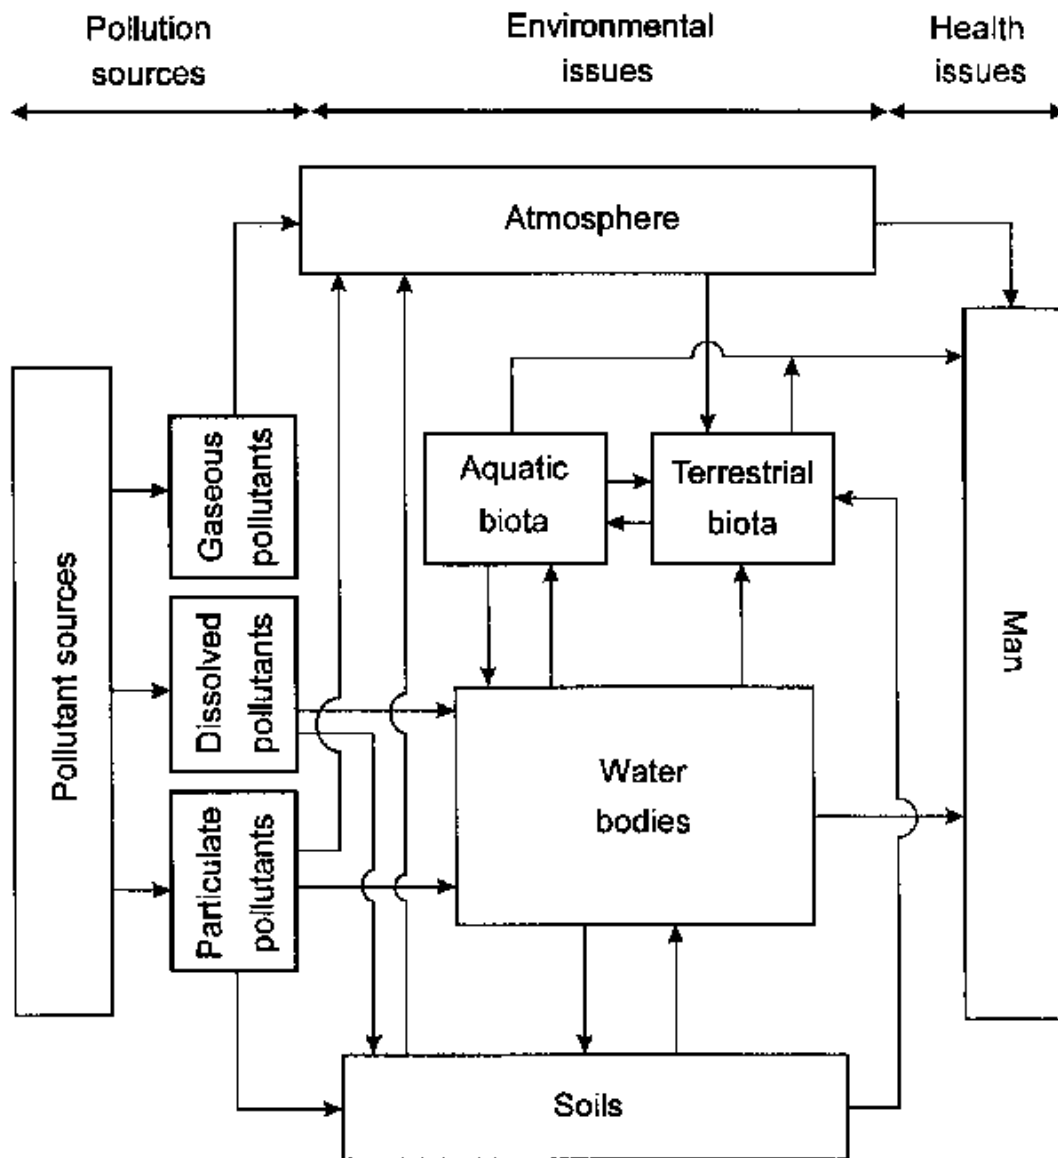 Pollution
sources
Environmental
issues
Health
issues
Atmosphere
Pollutant sources
Gaseous
pollutants
Dissolved
pollutants
Particulate
pollutants
Aquatic
biota
Terrestrial
biota
Water
bodies
Soils
Man